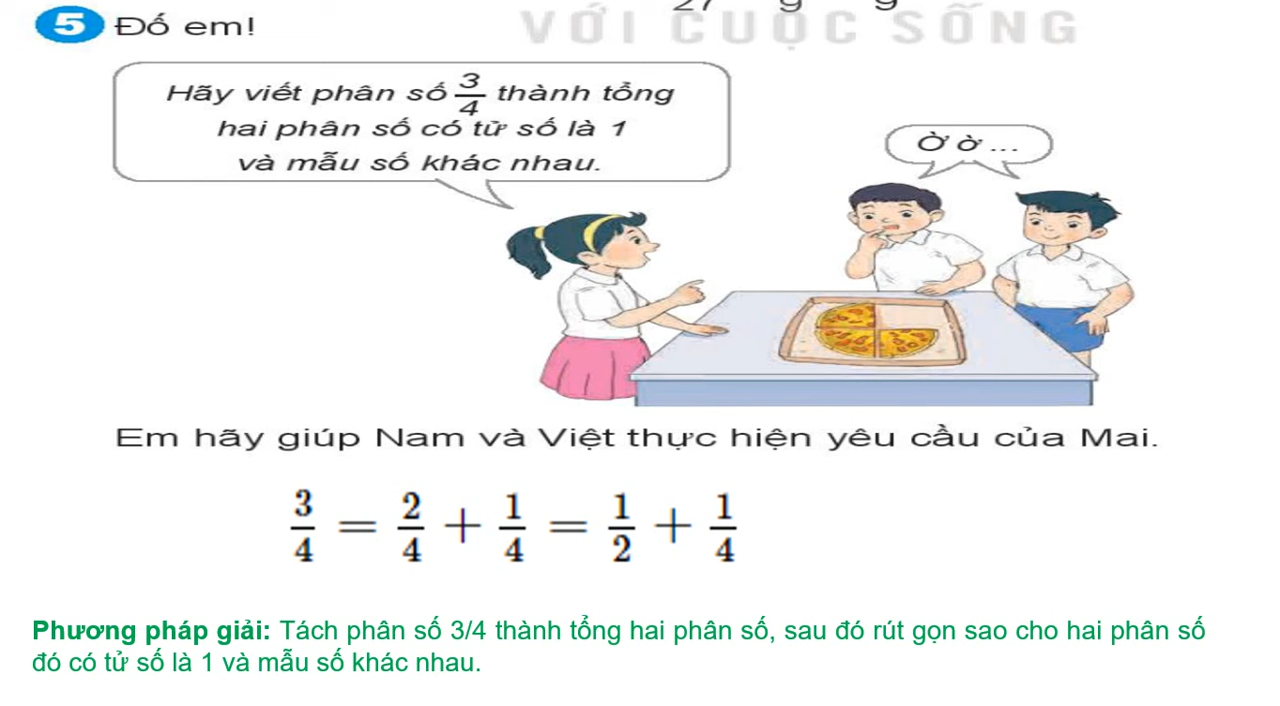 5 Đố em!
VỚI CUỘC SỐNG
Hãy viết phân số 3/4 thành tổng
hai phân số có tử số là 1
và mẫu số khác nhau.
Ờ ờ ...
Em hãy giúp Nam và Việt thực hiện yêu cầu của Mai.
3/4 = 2/4 + 1/4 = 1/2 + 1/4
Phương pháp giải: Tách phân số 3/4 thành tổng hai phân số, sau đó rút gọn sao cho hai phân số
đó có tử số là 1 và mẫu số khác nhau.